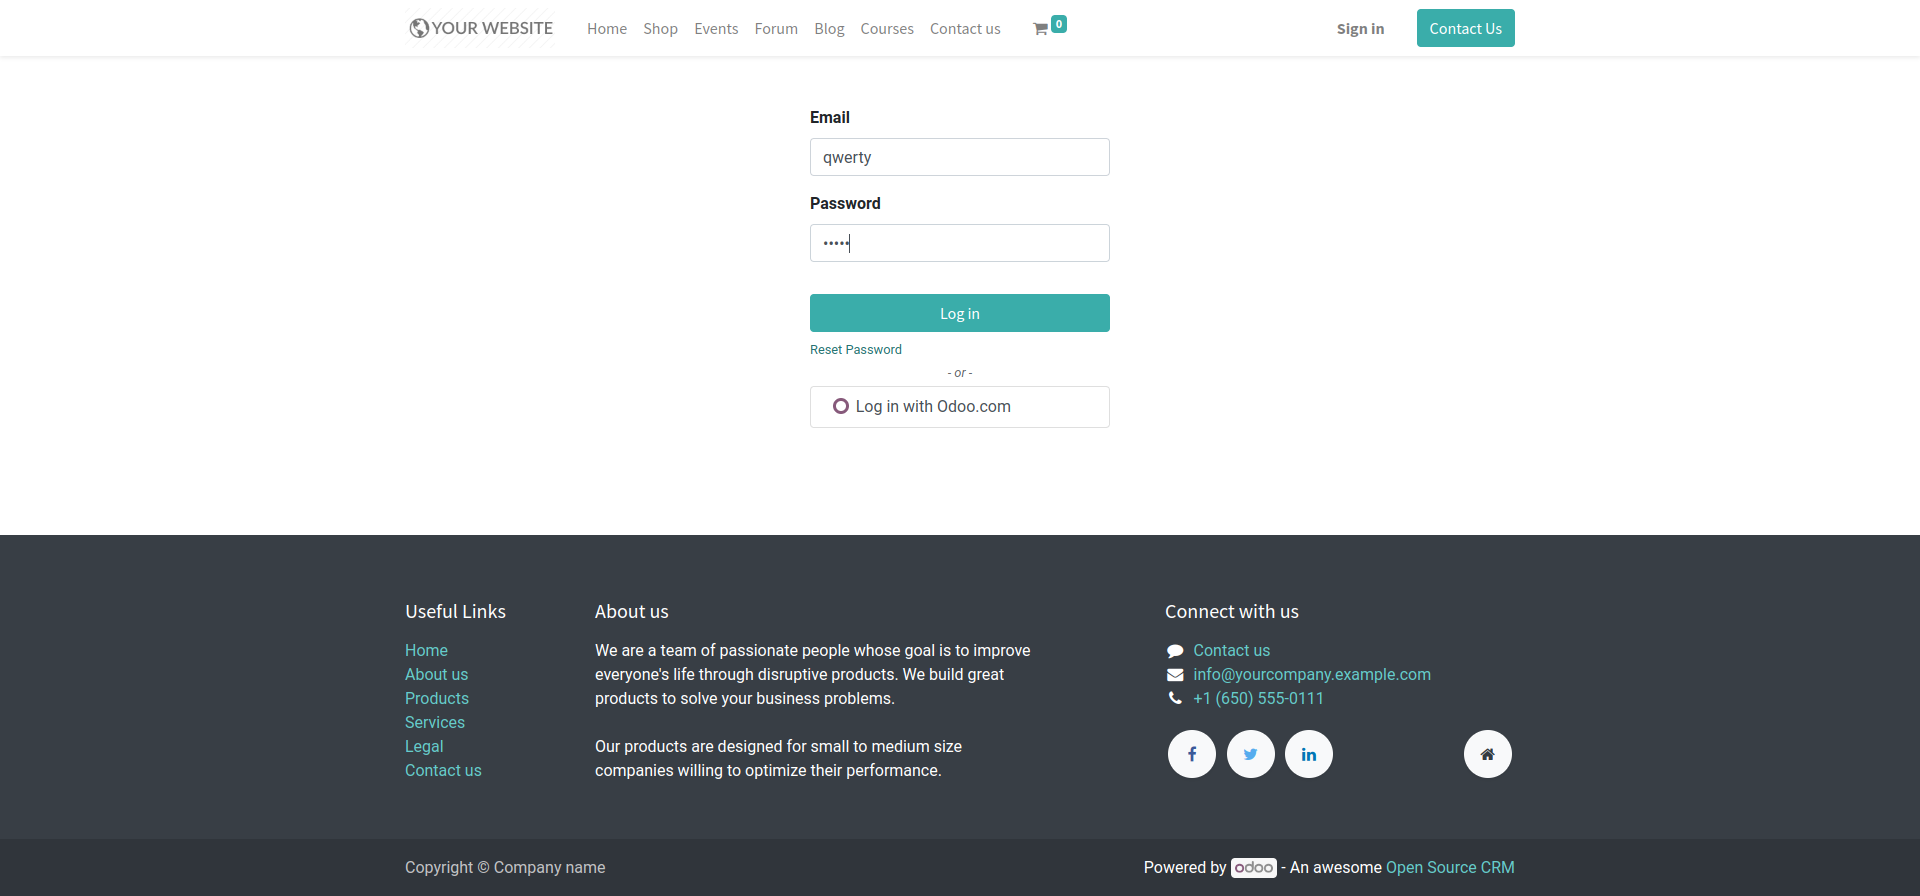 YOUR WEBSITE Home Shop Events Forum Blog Courses Contact us 0 Sign in Contact Us
Email
qwerty
Password
•••••
Log in
Reset Password
- or -
Log in with Odoo.com
Useful Links
Home
About us
Products
Services
Legal
Contact us
About us
We are a team of passionate people whose goal is to improve
everyone's life through disruptive products. We build great
products to solve your business problems.
Our products are designed for small to medium size
companies willing to optimize their performance.
Connect with us
Contact us
info@yourcompany.example.com
+1 (650) 555-0111
Copyright © Company name
Powered by odoo - An awesome Open Source CRM